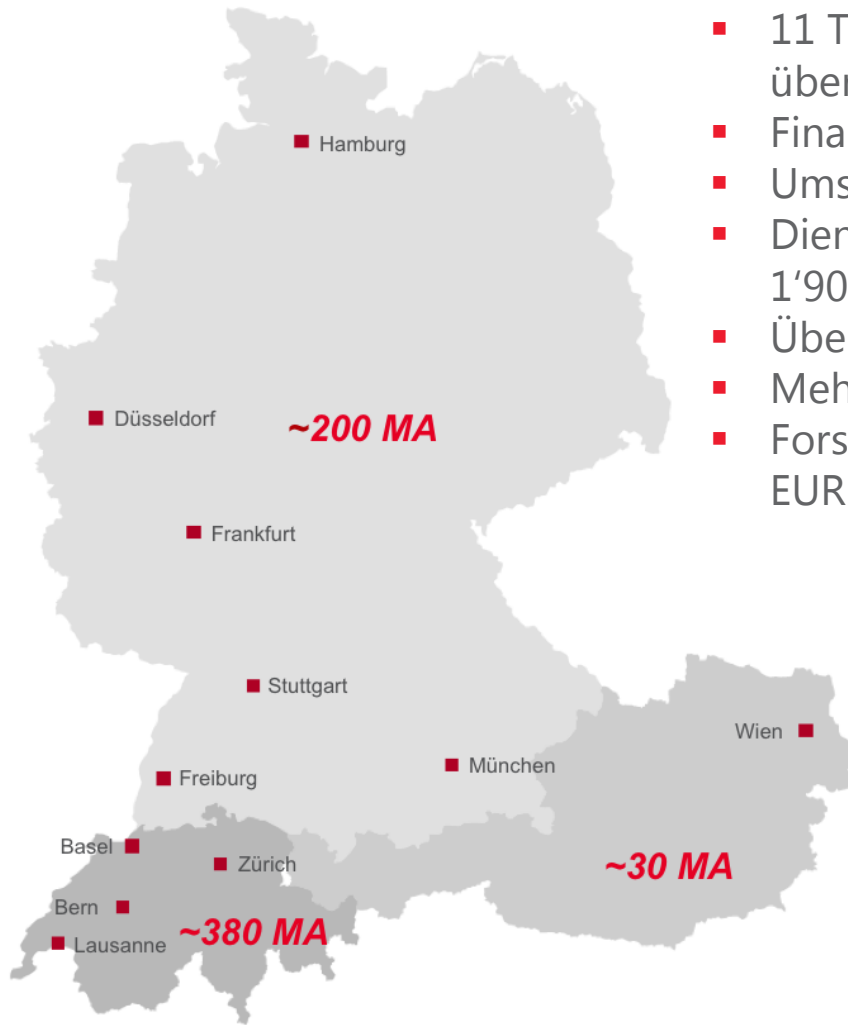 11 T
über
Fina
Ums
Dien
1'90
Übe
Meh
Fors
EUR
Hamburg
Düsseldorf
~200 MA
Frankfurt
Stuttgart
Wien
München
Freiburg
Basel
Zürich
~30 MA
Bern
~380 MA
Lausanne